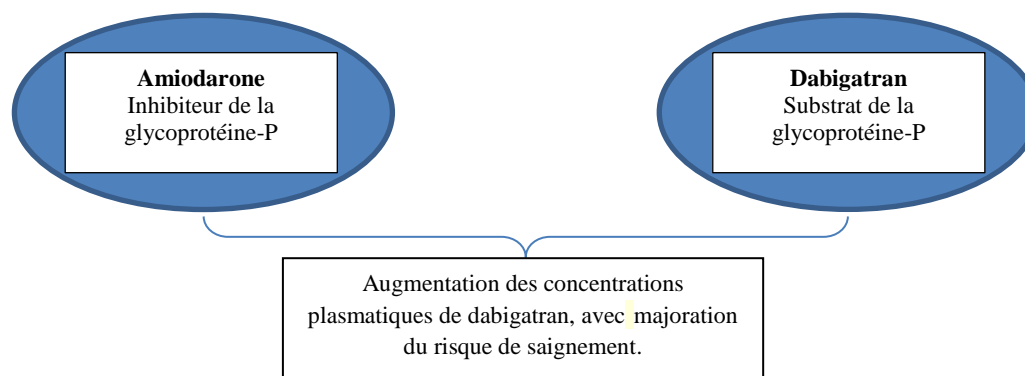 Amiodarone
Inhibiteur de la
glycoprotéine-P
Dabigatran
Substrat de la
glycoprotéine-P
Augmentation des concentrations
plasmatiques de dabigatran, avec majoration
du risque de saignement.